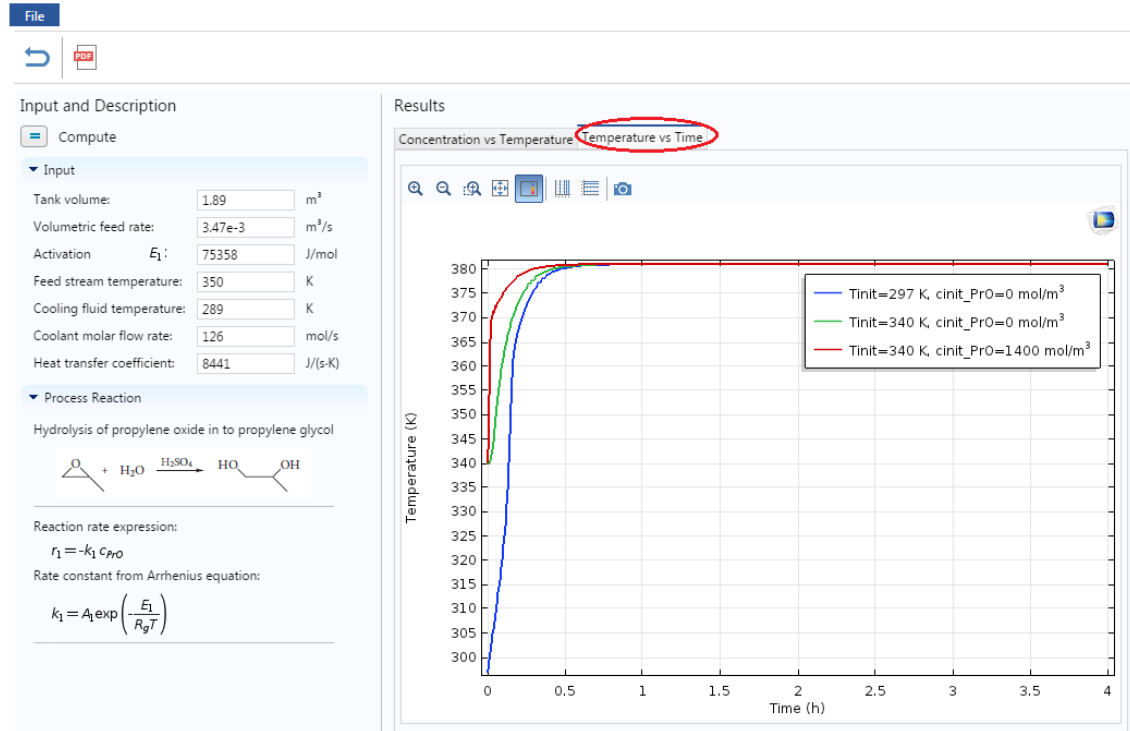 File
PDF
Input and Description
= Compute
Input
Tank volume: 1.89 m³
Volumetric feed rate: 3.47e-3 m³/s
Activation E₁: 75358 J/mol
Feed stream temperature: 350 K
Cooling fluid temperature: 289 K
Coolant molar flow rate: 126 mol/s
Heat transfer coefficient: 8441 J/(s·K)
Process Reaction
Hydrolysis of propylene oxide in to propylene glycol
O + H₂O H₂SO₄ HO OH
Reaction rate expression:
r₁ = -k₁ c_PrO
Rate constant from Arrhenius equation:
k₁ = A₁exp(-E₁/R_gT)
Results
Concentration vs Temperature Temperature vs Time
Temperature (K)
380
375
370
365
360
355
350
345
340
335
330
325
320
315
310
305
300
Tinit=297 K, cinit_PrO=0 mol/m³
Tinit=340 K, cinit_PrO=0 mol/m³
Tinit=340 K, cinit_PrO=1400 mol/m³
0 0.5 1 1.5 2 2.5 3 3.5 4
Time (h)